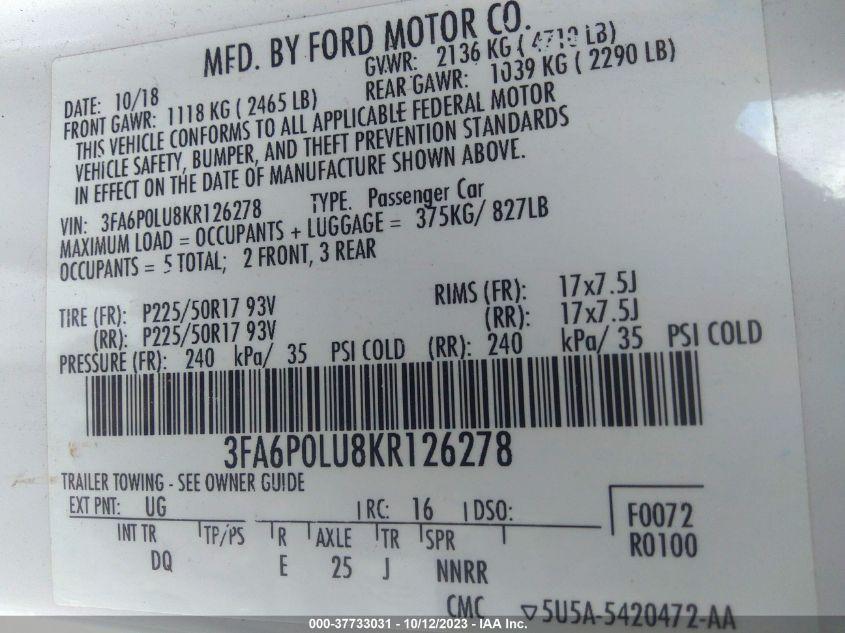 MFD. BY FORD MOTOR CO.
DATE: 10/18 GVWR: 2136 KG ( 4710 LB)
FRONT GAWR: 1118 KG ( 2465 LB) REAR GAWR: 1039 KG ( 2290 LB)
THIS VEHICLE CONFORMS TO ALL APPLICABLE FEDERAL MOTOR
VEHICLE SAFETY, BUMPER, AND THEFT PREVENTION STANDARDS
IN EFFECT ON THE DATE OF MANUFACTURE SHOWN ABOVE.
VIN: 3FA6P0LU8KR126278 TYPE: Passenger Car
MAXIMUM LOAD = OCCUPANTS + LUGGAGE = 375KG/ 827LB
OCCUPANTS = 5 TOTAL; 2 FRONT, 3 REAR
TIRE (FR): P225/50R17 93V RIMS (FR): 17x7.5J
(RR): P225/50R17 93V (RR): 17x7.5J
PRESSURE (FR): 240 kPa/ 35 PSI COLD (RR): 240 kPa/ 35 PSI COLD
3FA6P0LU8KR126278
TRAILER TOWING - SEE OWNER GUIDE
EXT PNT: UG RC: 16 DSO: F0072
INT TR TP/PS R AXLE TR SPR R0100
DQ E 25 J NNRR
CMC ▽5U5A-5420472-AA
000-37733031 - 10/12/2023 - IAA Inc.